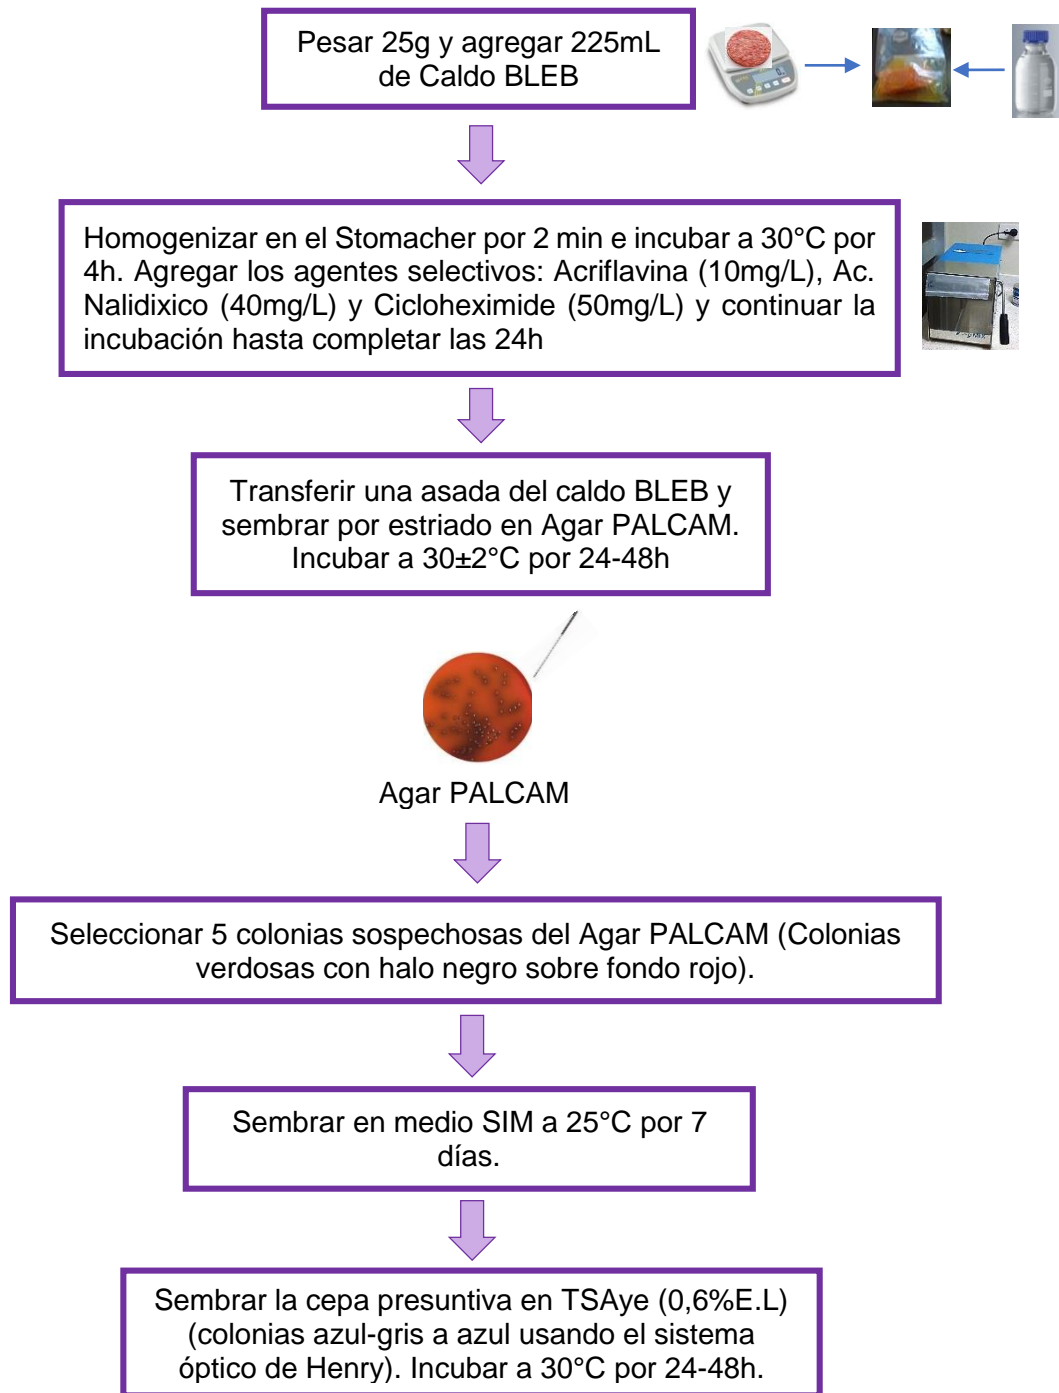 Pesar 25g y agregar 225mL
de Caldo BLEB
Homogenizar en el Stomacher por 2 min e incubar a 30°C por
4h. Agregar los agentes selectivos: Acriflavina (10mg/L), Ac.
Nalidixico (40mg/L) y Cicloheximide (50mg/L) y continuar la
incubación hasta completar las 24h
Transferir una asada del caldo BLEB y
sembrar por estriado en Agar PALCAM.
Incubar a 30±2°C por 24-48h
Agar PALCAM
Seleccionar 5 colonias sospechosas del Agar PALCAM (Colonias
verdosas con halo negro sobre fondo rojo).
Sembrar en medio SIM a 25°C por 7
días.
Sembrar la cepa presuntiva en TSAye (0,6%E.L)
(colonias azul-gris a azul usando el sistema
óptico de Henry). Incubar a 30°C por 24-48h.